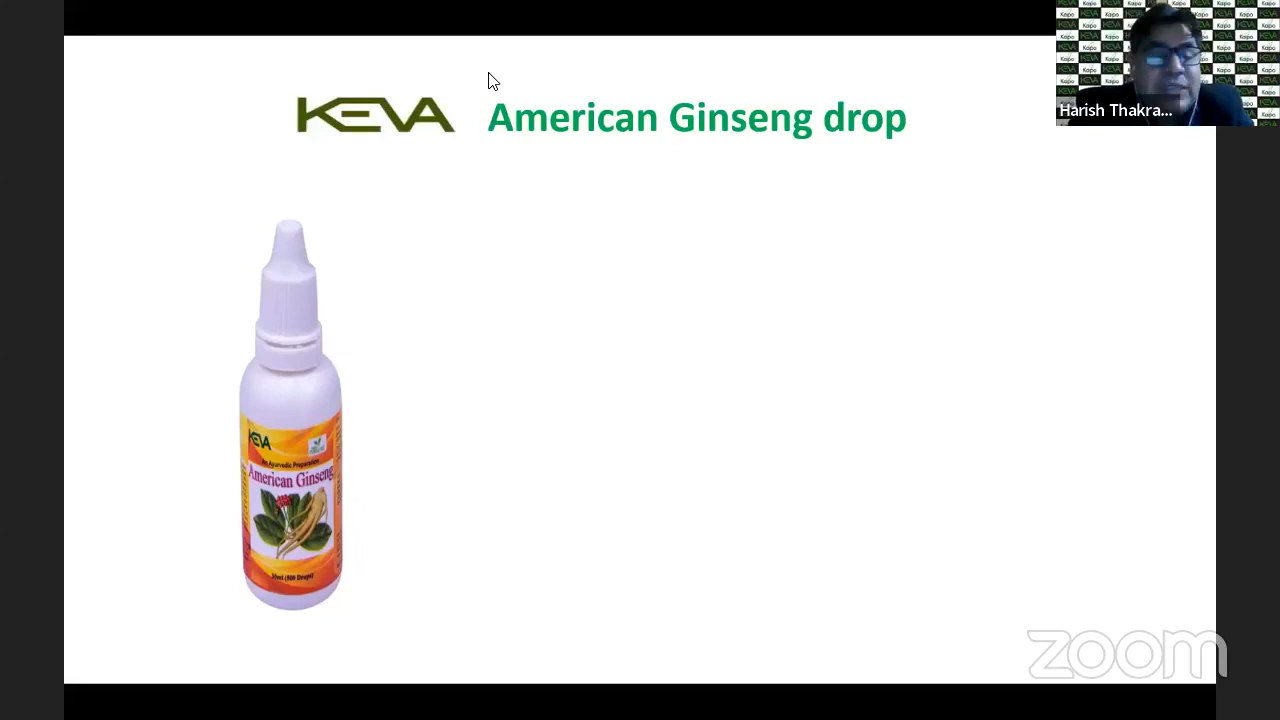 KEVA American Ginseng drop
Harish Thakra...
KEVA
An Ayurvedic Preparation
American Ginseng
zoom